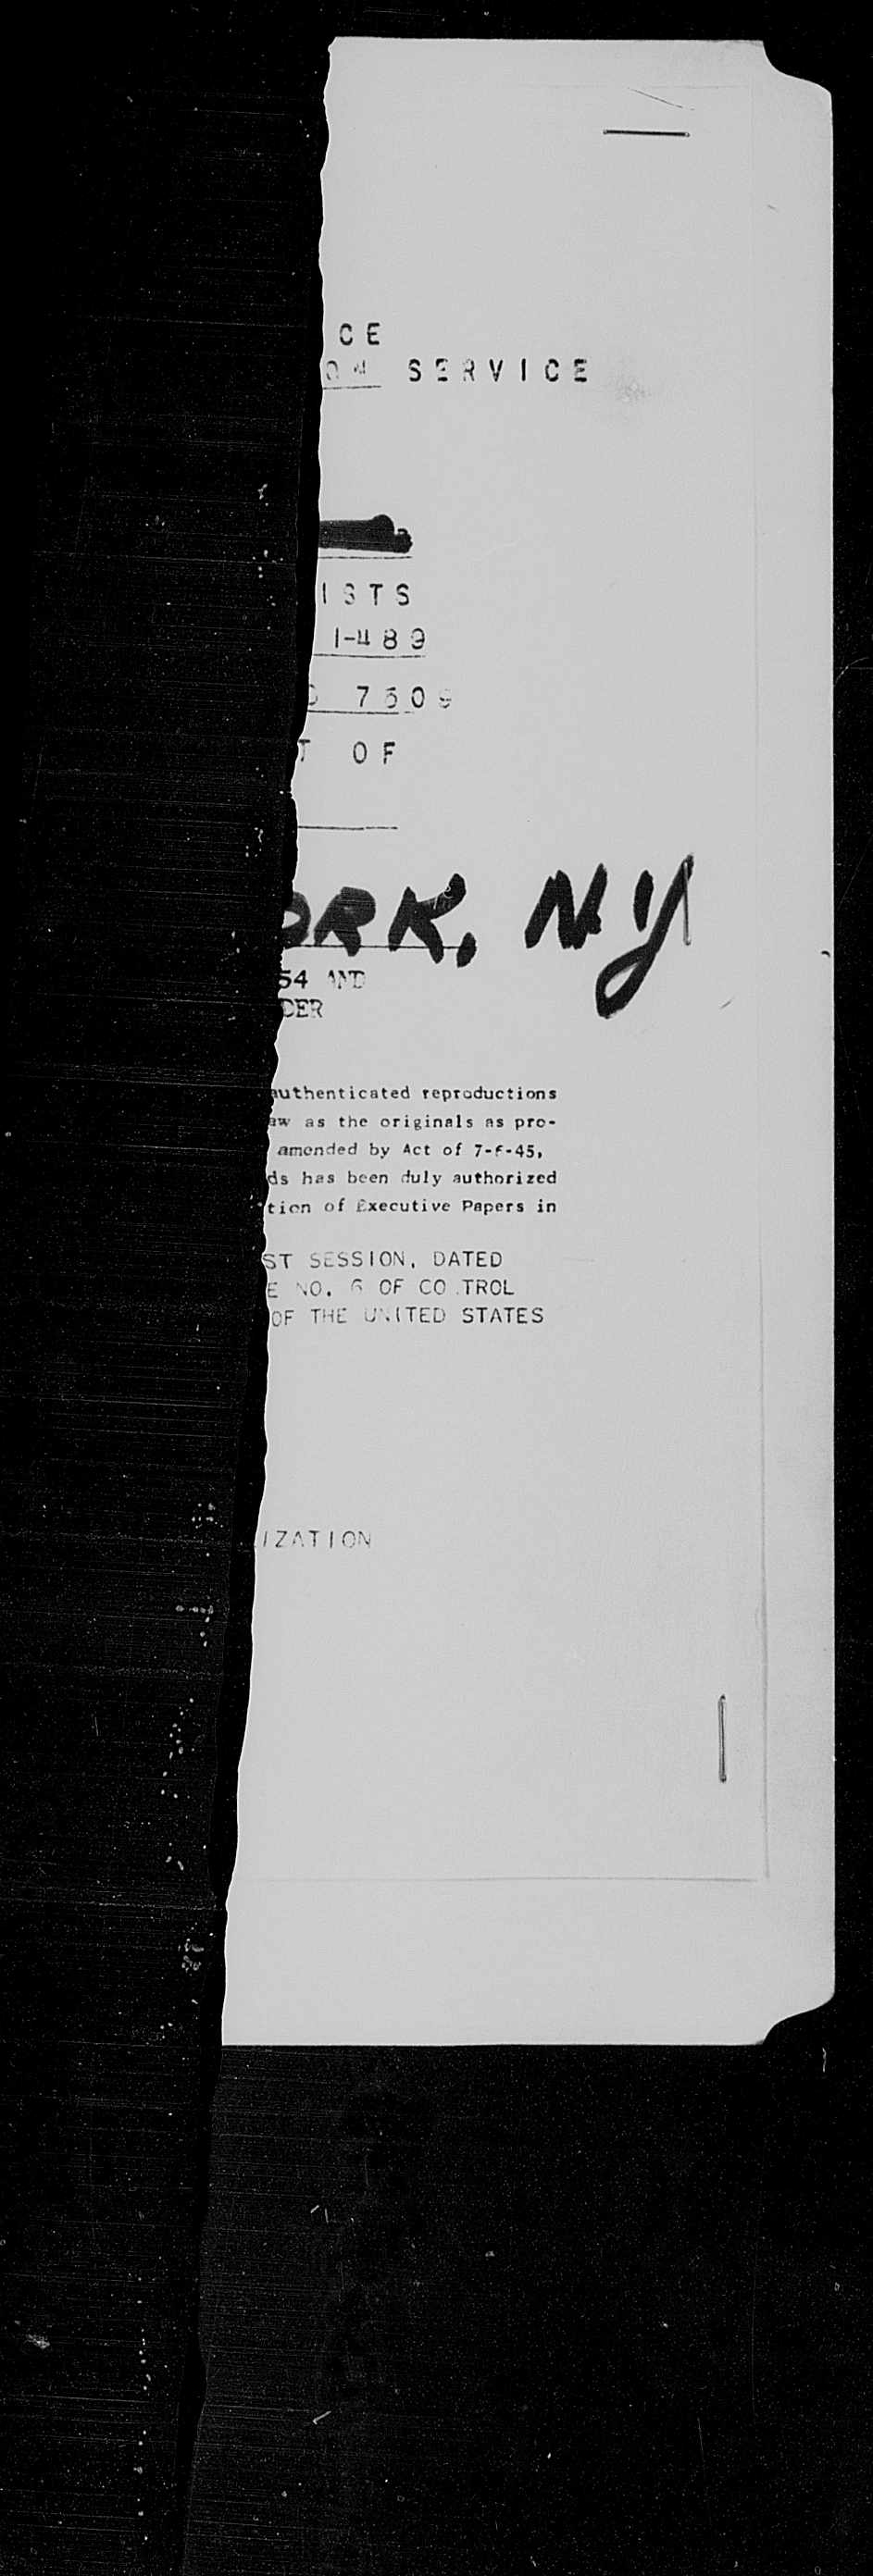 CE
ON SERVICE
ISTS
1-489
7609
T OF
ORK, NY
54 AND
DER
authenticated reproductions
aw as the originals as pro-
amended by Act of 7-6-45,
ds has been duly authorized
tion of Executive Papers in
ST SESSION, DATED
E NO. 6 OF CO TROL
OF THE UNITED STATES
IZATION